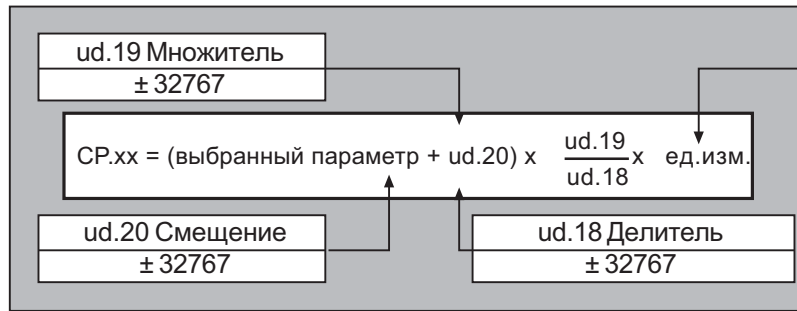 ud.19 Множитель
± 32767
CP.xx = (выбранный параметр + ud.20) x ud.19 / ud.18 x ед.изм.
ud.20 Смещение
± 32767
ud.18 Делитель
± 32767